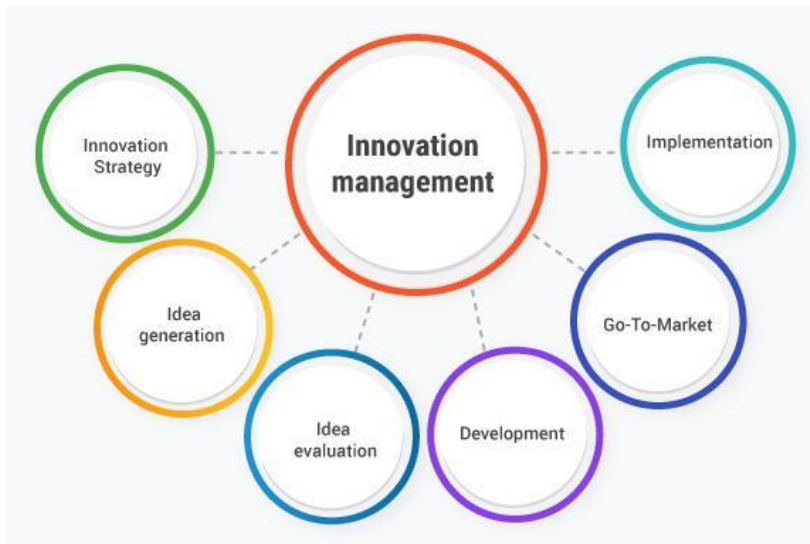 Innovation
management
Innovation
Strategy
Idea
generation
Idea
evaluation
Development
Go-To-Market
Implementation